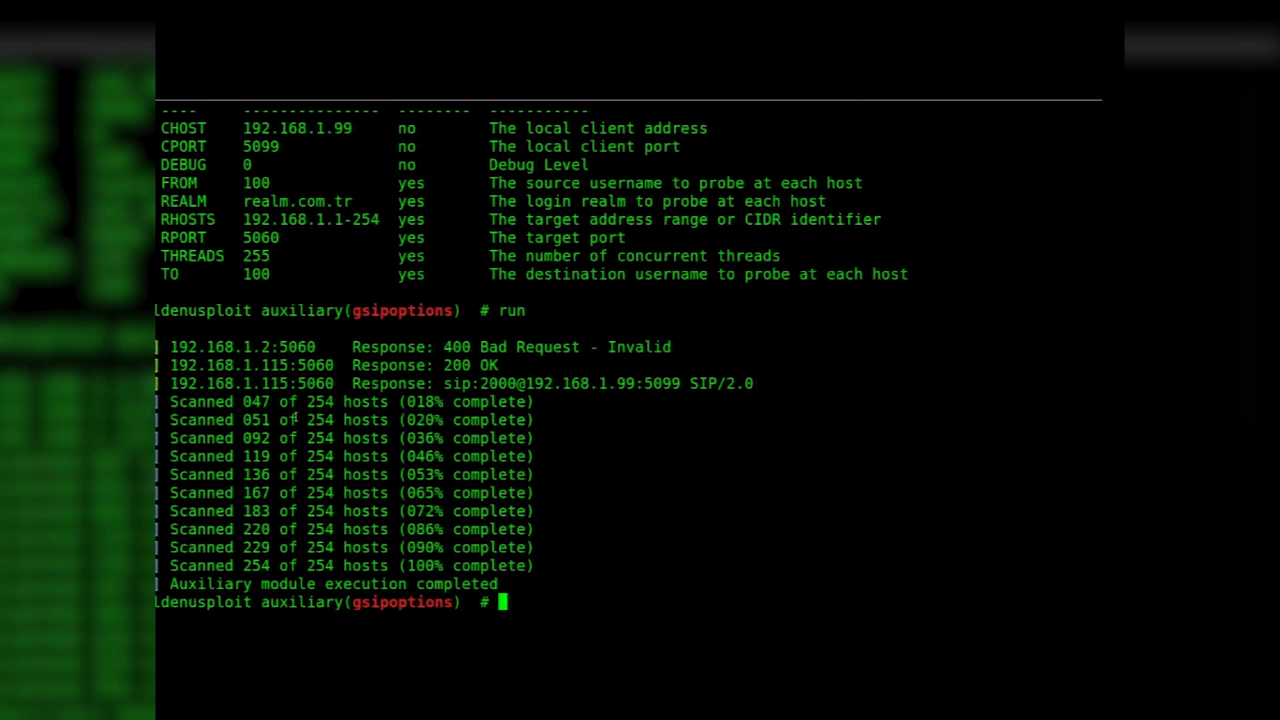 ---- --------------- -------- -----------
CHOST 192.168.1.99 no The local client address
CPORT 5099 no The local client port
DEBUG 0 no Debug Level
FROM 100 yes The source username to probe at each host
REALM realm.com.tr yes The login realm to probe at each host
RHOSTS 192.168.1.1-254 yes The target address range or CIDR identifier
RPORT 5060 yes The target port
THREADS 255 yes The number of concurrent threads
TO 100 yes The destination username to probe at each host
ldenusploit auxiliary(gsipoptions) # run
] 192.168.1.2:5060 Response: 400 Bad Request - Invalid
] 192.168.1.115:5060 Response: 200 OK
] 192.168.1.115:5060 Response: sip:2000@192.168.1.99:5099 SIP/2.0
] Scanned 047 of 254 hosts (018% complete)
] Scanned 051 of 254 hosts (020% complete)
] Scanned 092 of 254 hosts (036% complete)
] Scanned 119 of 254 hosts (046% complete)
] Scanned 136 of 254 hosts (053% complete)
] Scanned 167 of 254 hosts (065% complete)
] Scanned 183 of 254 hosts (072% complete)
] Scanned 220 of 254 hosts (086% complete)
] Scanned 229 of 254 hosts (090% complete)
] Scanned 254 of 254 hosts (100% complete)
] Auxiliary module execution completed
ldenusploit auxiliary(gsipoptions) #